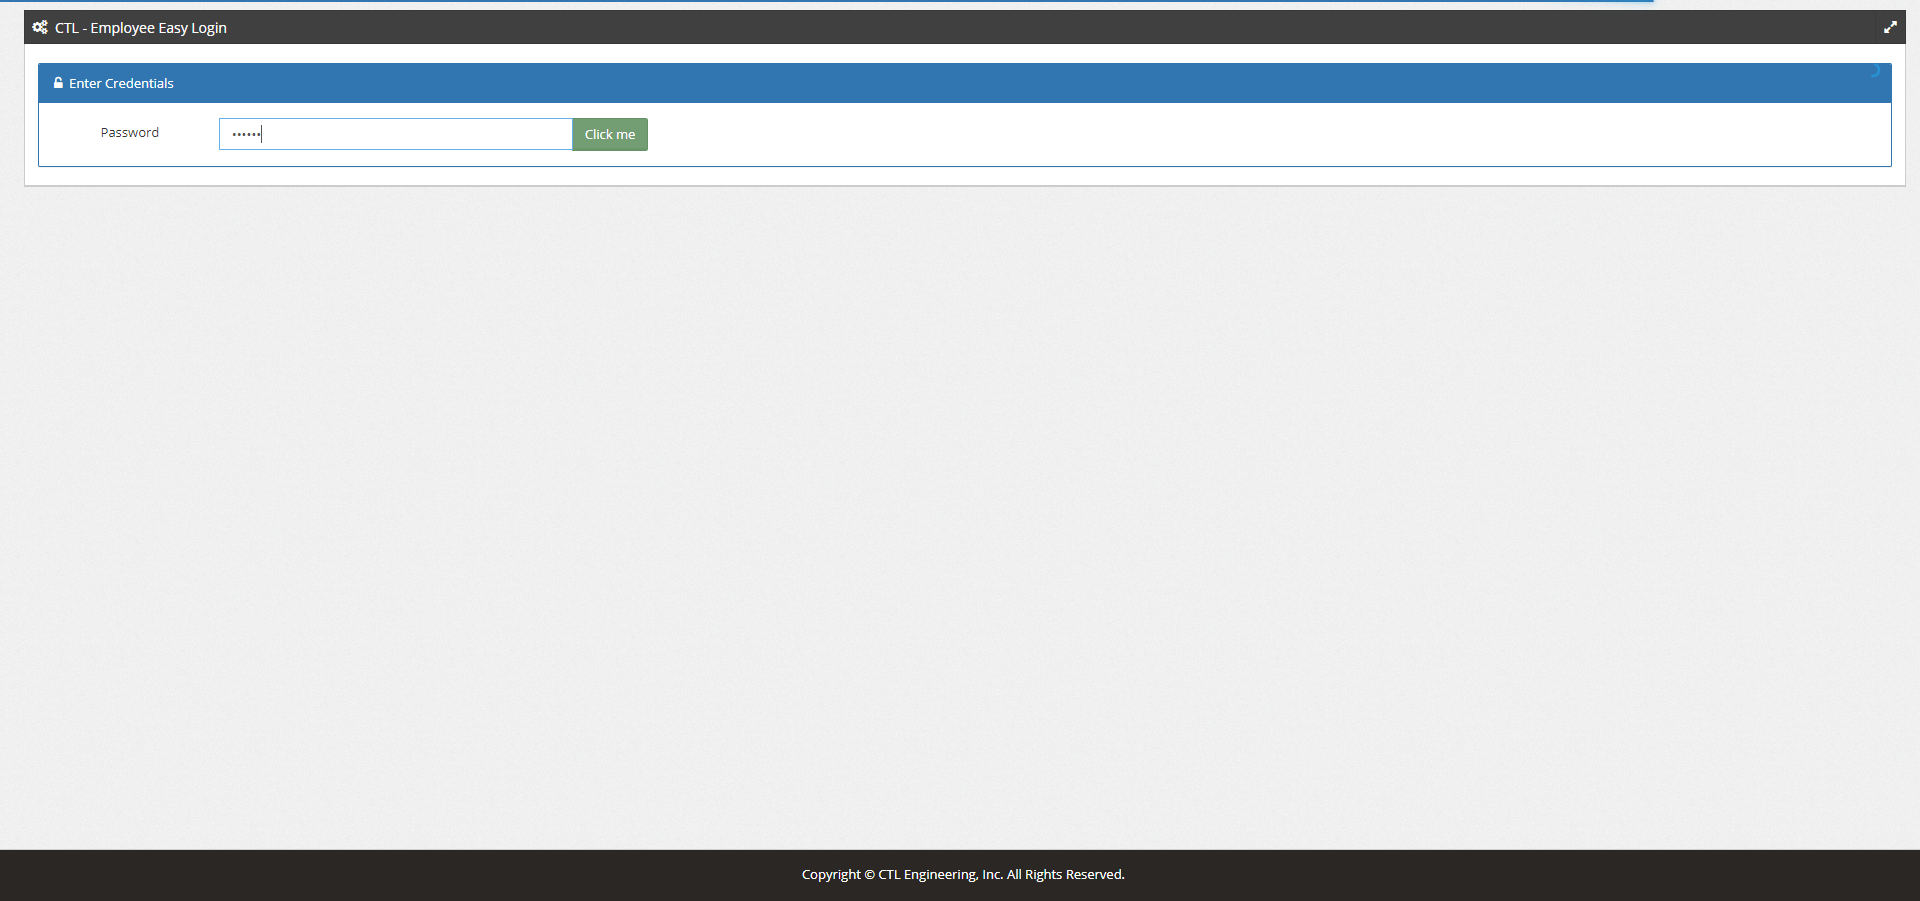 CTL - Employee Easy Login
Enter Credentials
Password
••••••
Click me
Copyright © CTL Engineering, Inc. All Rights Reserved.